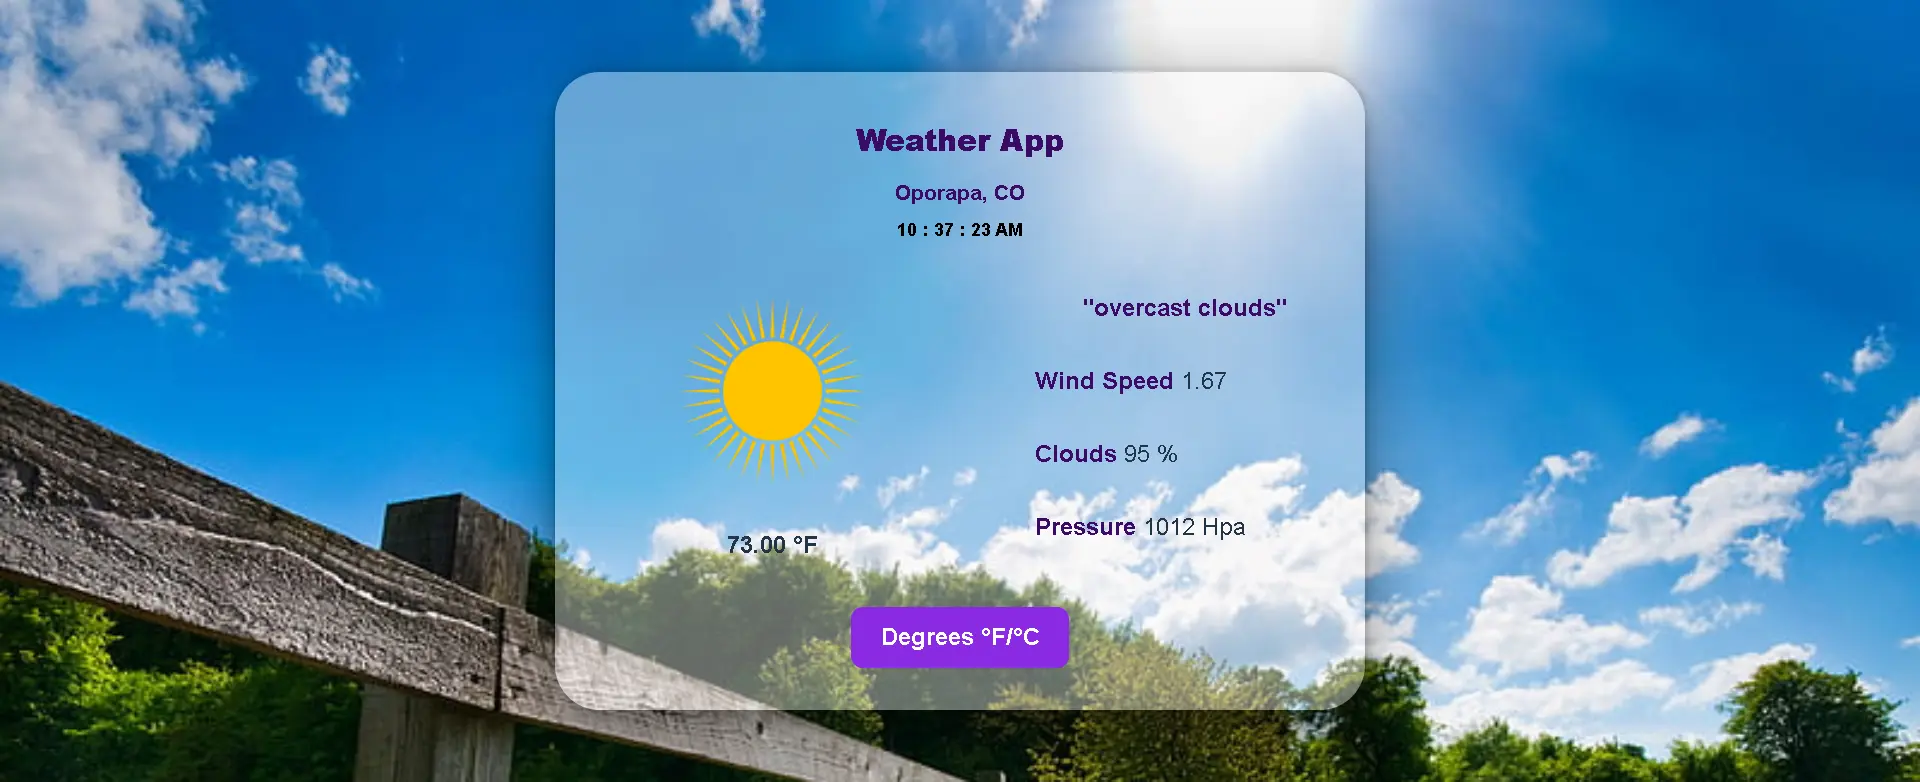 Weather App
Oporapa, CO
10 : 37 : 23 AM
"overcast clouds"
Wind Speed 1.67
Clouds 95 %
Pressure 1012 Hpa
73.00 °F
Degrees °F/°C